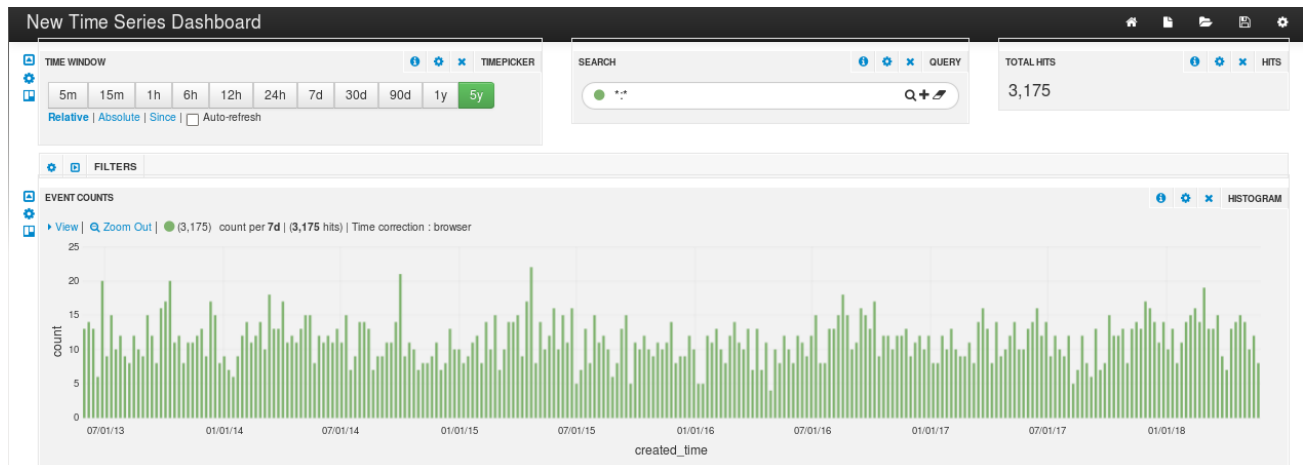 New Time Series Dashboard
TIME WINDOW
TIMEPICKER
5m 15m 1h 6h 12h 24h 7d 30d 90d 1y 5y
Relative | Absolute | Since | Auto-refresh
SEARCH
QUERY
*:*
TOTAL HITS
HITS
3,175
FILTERS
EVENT COUNTS
HISTOGRAM
View | Zoom Out | (3,175) count per 7d | (3,175 hits) | Time correction : browser
25
20
15
10
5
0
count
07/01/13 01/01/14 07/01/14 01/01/15 07/01/15 01/01/16 07/01/16 01/01/17 07/01/17 01/01/18
created_time